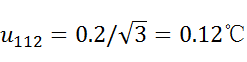 u₁₁₂ = 0.2/√3 = 0.12℃